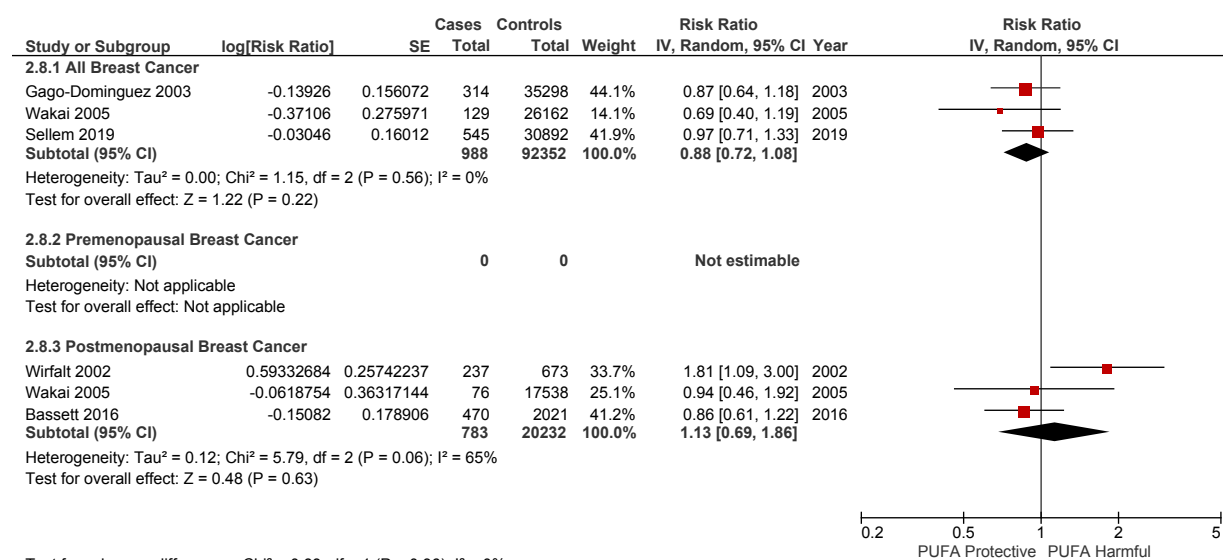 Cases Controls Risk Ratio Risk Ratio
Study or Subgroup log[Risk Ratio] SE Total Total Weight IV, Random, 95% CI Year IV, Random, 95% CI
2.8.1 All Breast Cancer
Gago-Dominguez 2003 -0.13926 0.156072 314 35298 44.1% 0.87 [0.64, 1.18] 2003
Wakai 2005 -0.37106 0.275971 129 26162 14.1% 0.69 [0.40, 1.19] 2005
Sellem 2019 -0.03046 0.16012 545 30892 41.9% 0.97 [0.71, 1.33] 2019
Subtotal (95% CI) 988 92352 100.0% 0.88 [0.72, 1.08]
Heterogeneity: Tau² = 0.00; Chi² = 1.15, df = 2 (P = 0.56); I² = 0%
Test for overall effect: Z = 1.22 (P = 0.22)
2.8.2 Premenopausal Breast Cancer
Subtotal (95% CI) 0 0 Not estimable
Heterogeneity: Not applicable
Test for overall effect: Not applicable
2.8.3 Postmenopausal Breast Cancer
Wirfalt 2002 0.59332684 0.25742237 237 673 33.7% 1.81 [1.09, 3.00] 2002
Wakai 2005 -0.0618754 0.36317144 76 17538 25.1% 0.94 [0.46, 1.92] 2005
Bassett 2016 -0.15082 0.178906 470 2021 41.2% 0.86 [0.61, 1.22] 2016
Subtotal (95% CI) 783 20232 100.0% 1.13 [0.69, 1.86]
Heterogeneity: Tau² = 0.12; Chi² = 5.79, df = 2 (P = 0.06); I² = 65%
Test for overall effect: Z = 0.48 (P = 0.63)
0.2 0.5 1 2 5
PUFA Protective PUFA Harmful